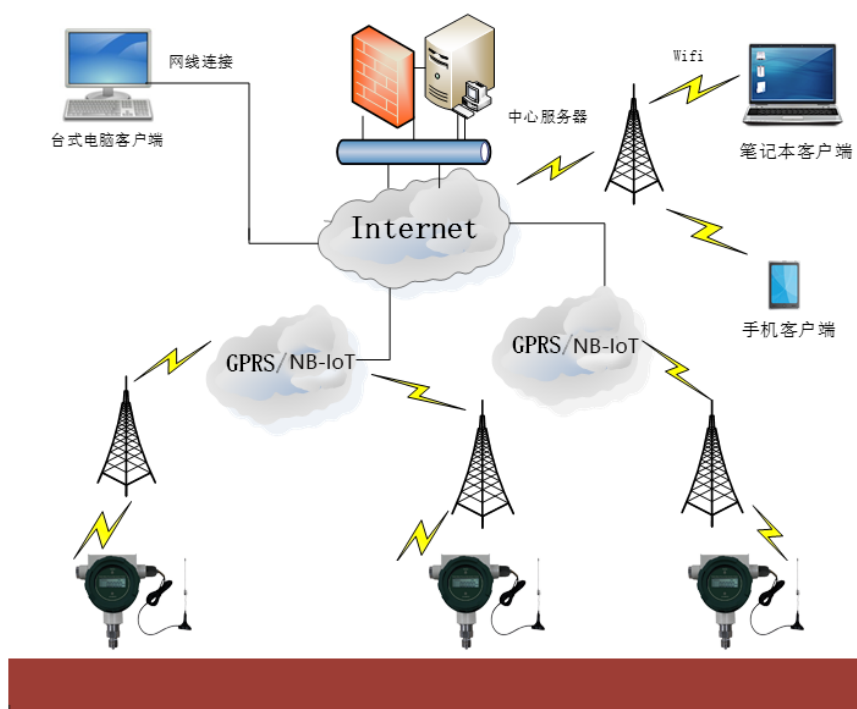 网线连接
Wifi
台式电脑客户端
中心服务器
笔记本客户端
Internet
手机客户端
GPRS/NB-IoT
GPRS/NB-IoT